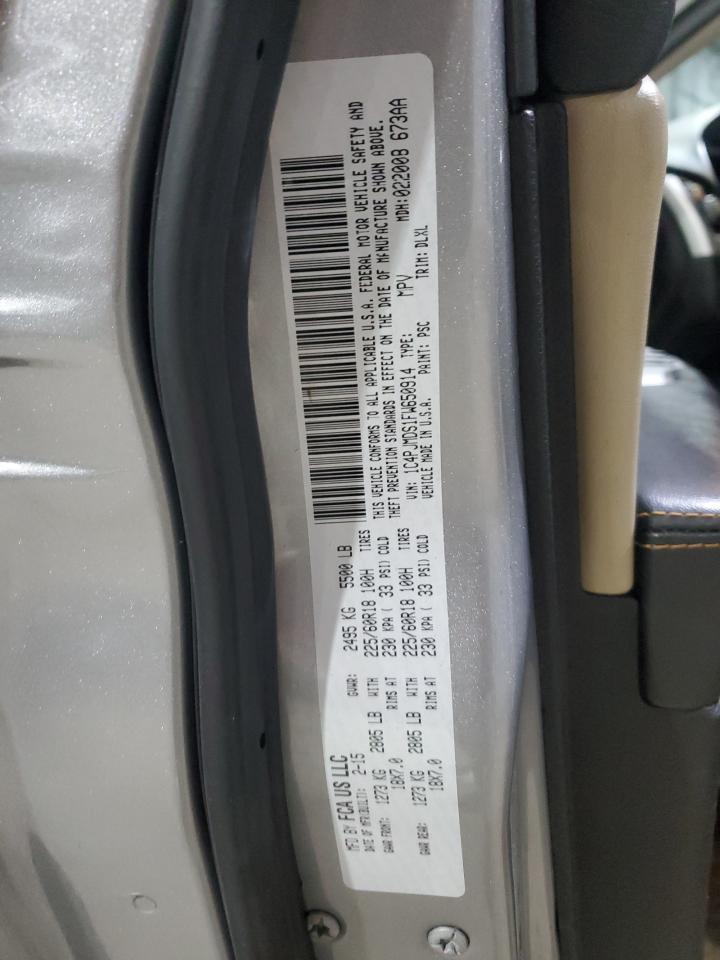 MFD BY FCA US LLC
DATE OF MFR(BUILT): 2-15 GVWR: 2495 KG 5500 LB
GAWR FRONT: 1273 KG 2805 LB WITH 225/60R18 100H TIRES
18X7.0 RIMS AT 230 KPA ( 33 PSI) COLD
GAWR REAR: 1273 KG 2805 LB WITH 225/60R18 100H TIRES
18X7.0 RIMS AT 230 KPA ( 33 PSI) COLD
THIS VEHICLE CONFORMS TO ALL APPLICABLE U.S.A. FEDERAL MOTOR VEHICLE SAFETY AND
THEFT PREVENTION STANDARDS IN EFFECT ON THE DATE OF MANUFACTURE SHOWN ABOVE.
VIN: 1C4PJMDS1FW650914 TYPE: MPV MDH:022008 673AA
VEHICLE MADE IN U.S.A. PAINT: PSC TRIM: DLXL